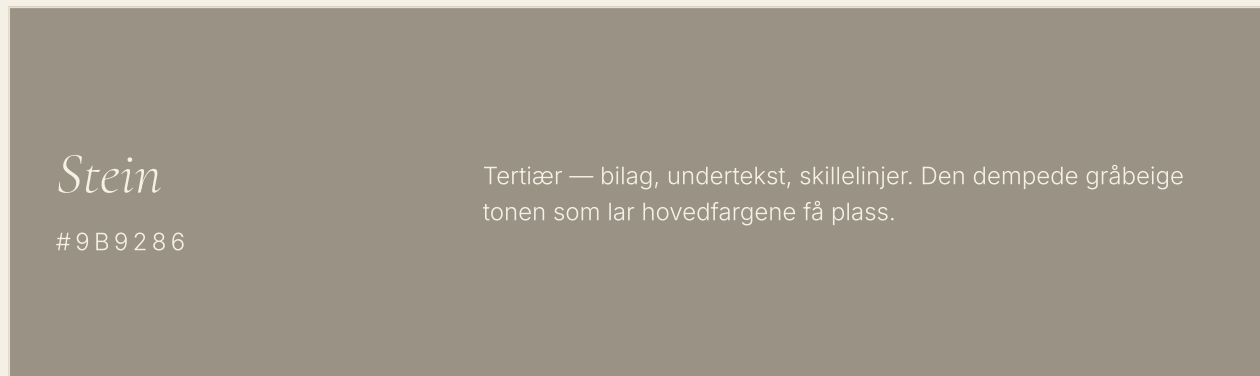 Stein
#9B9286
Tertiær — bilag, undertekst, skillelinjer. Den dempede gråbeige
tonen som lar hovedfargene få plass.